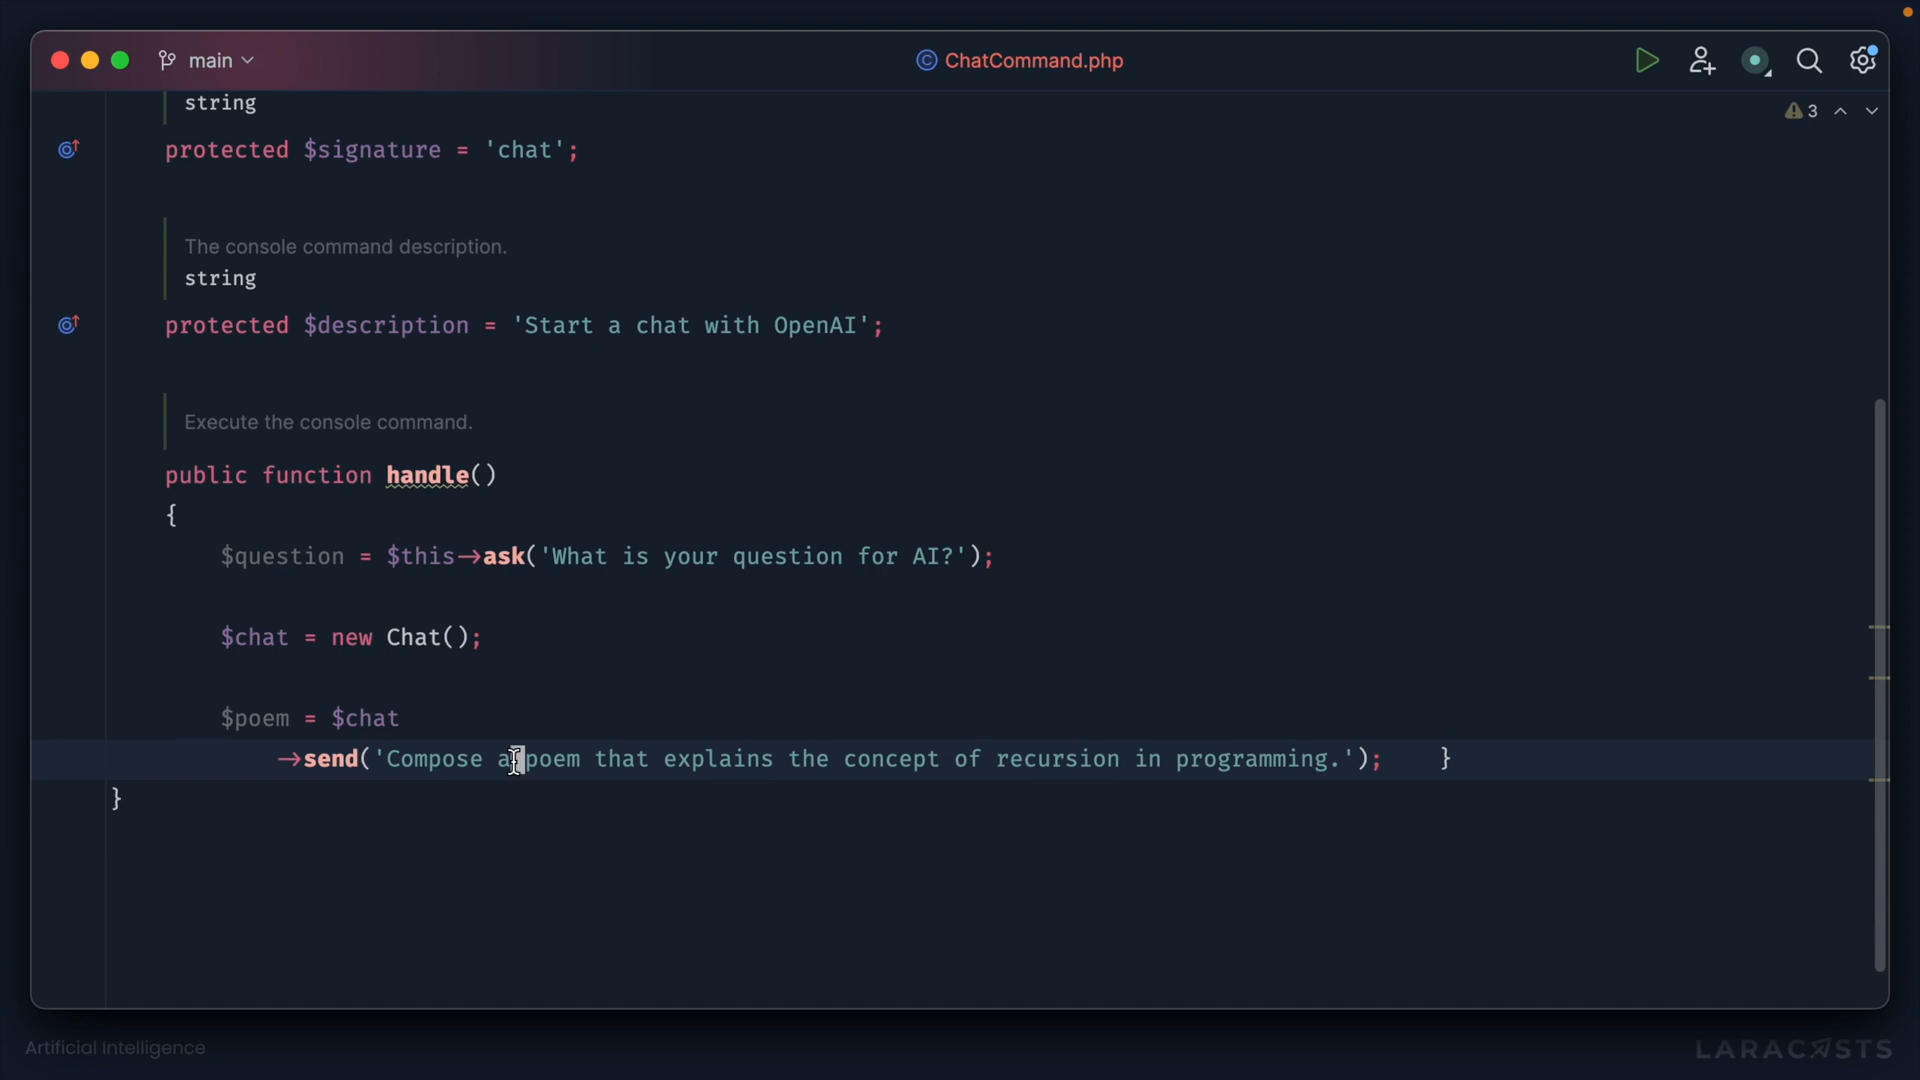 main
ChatCommand.php
3
string
protected $signature = 'chat';
The console command description.
string
protected $description = 'Start a chat with OpenAI';
Execute the console command.
public function handle()
{
$question = $this->ask('What is your question for AI?');
$chat = new Chat();
$poem = $chat
->send('Compose a poem that explains the concept of recursion in programming.');    }
}
Artificial Intelligence
LARACASTS